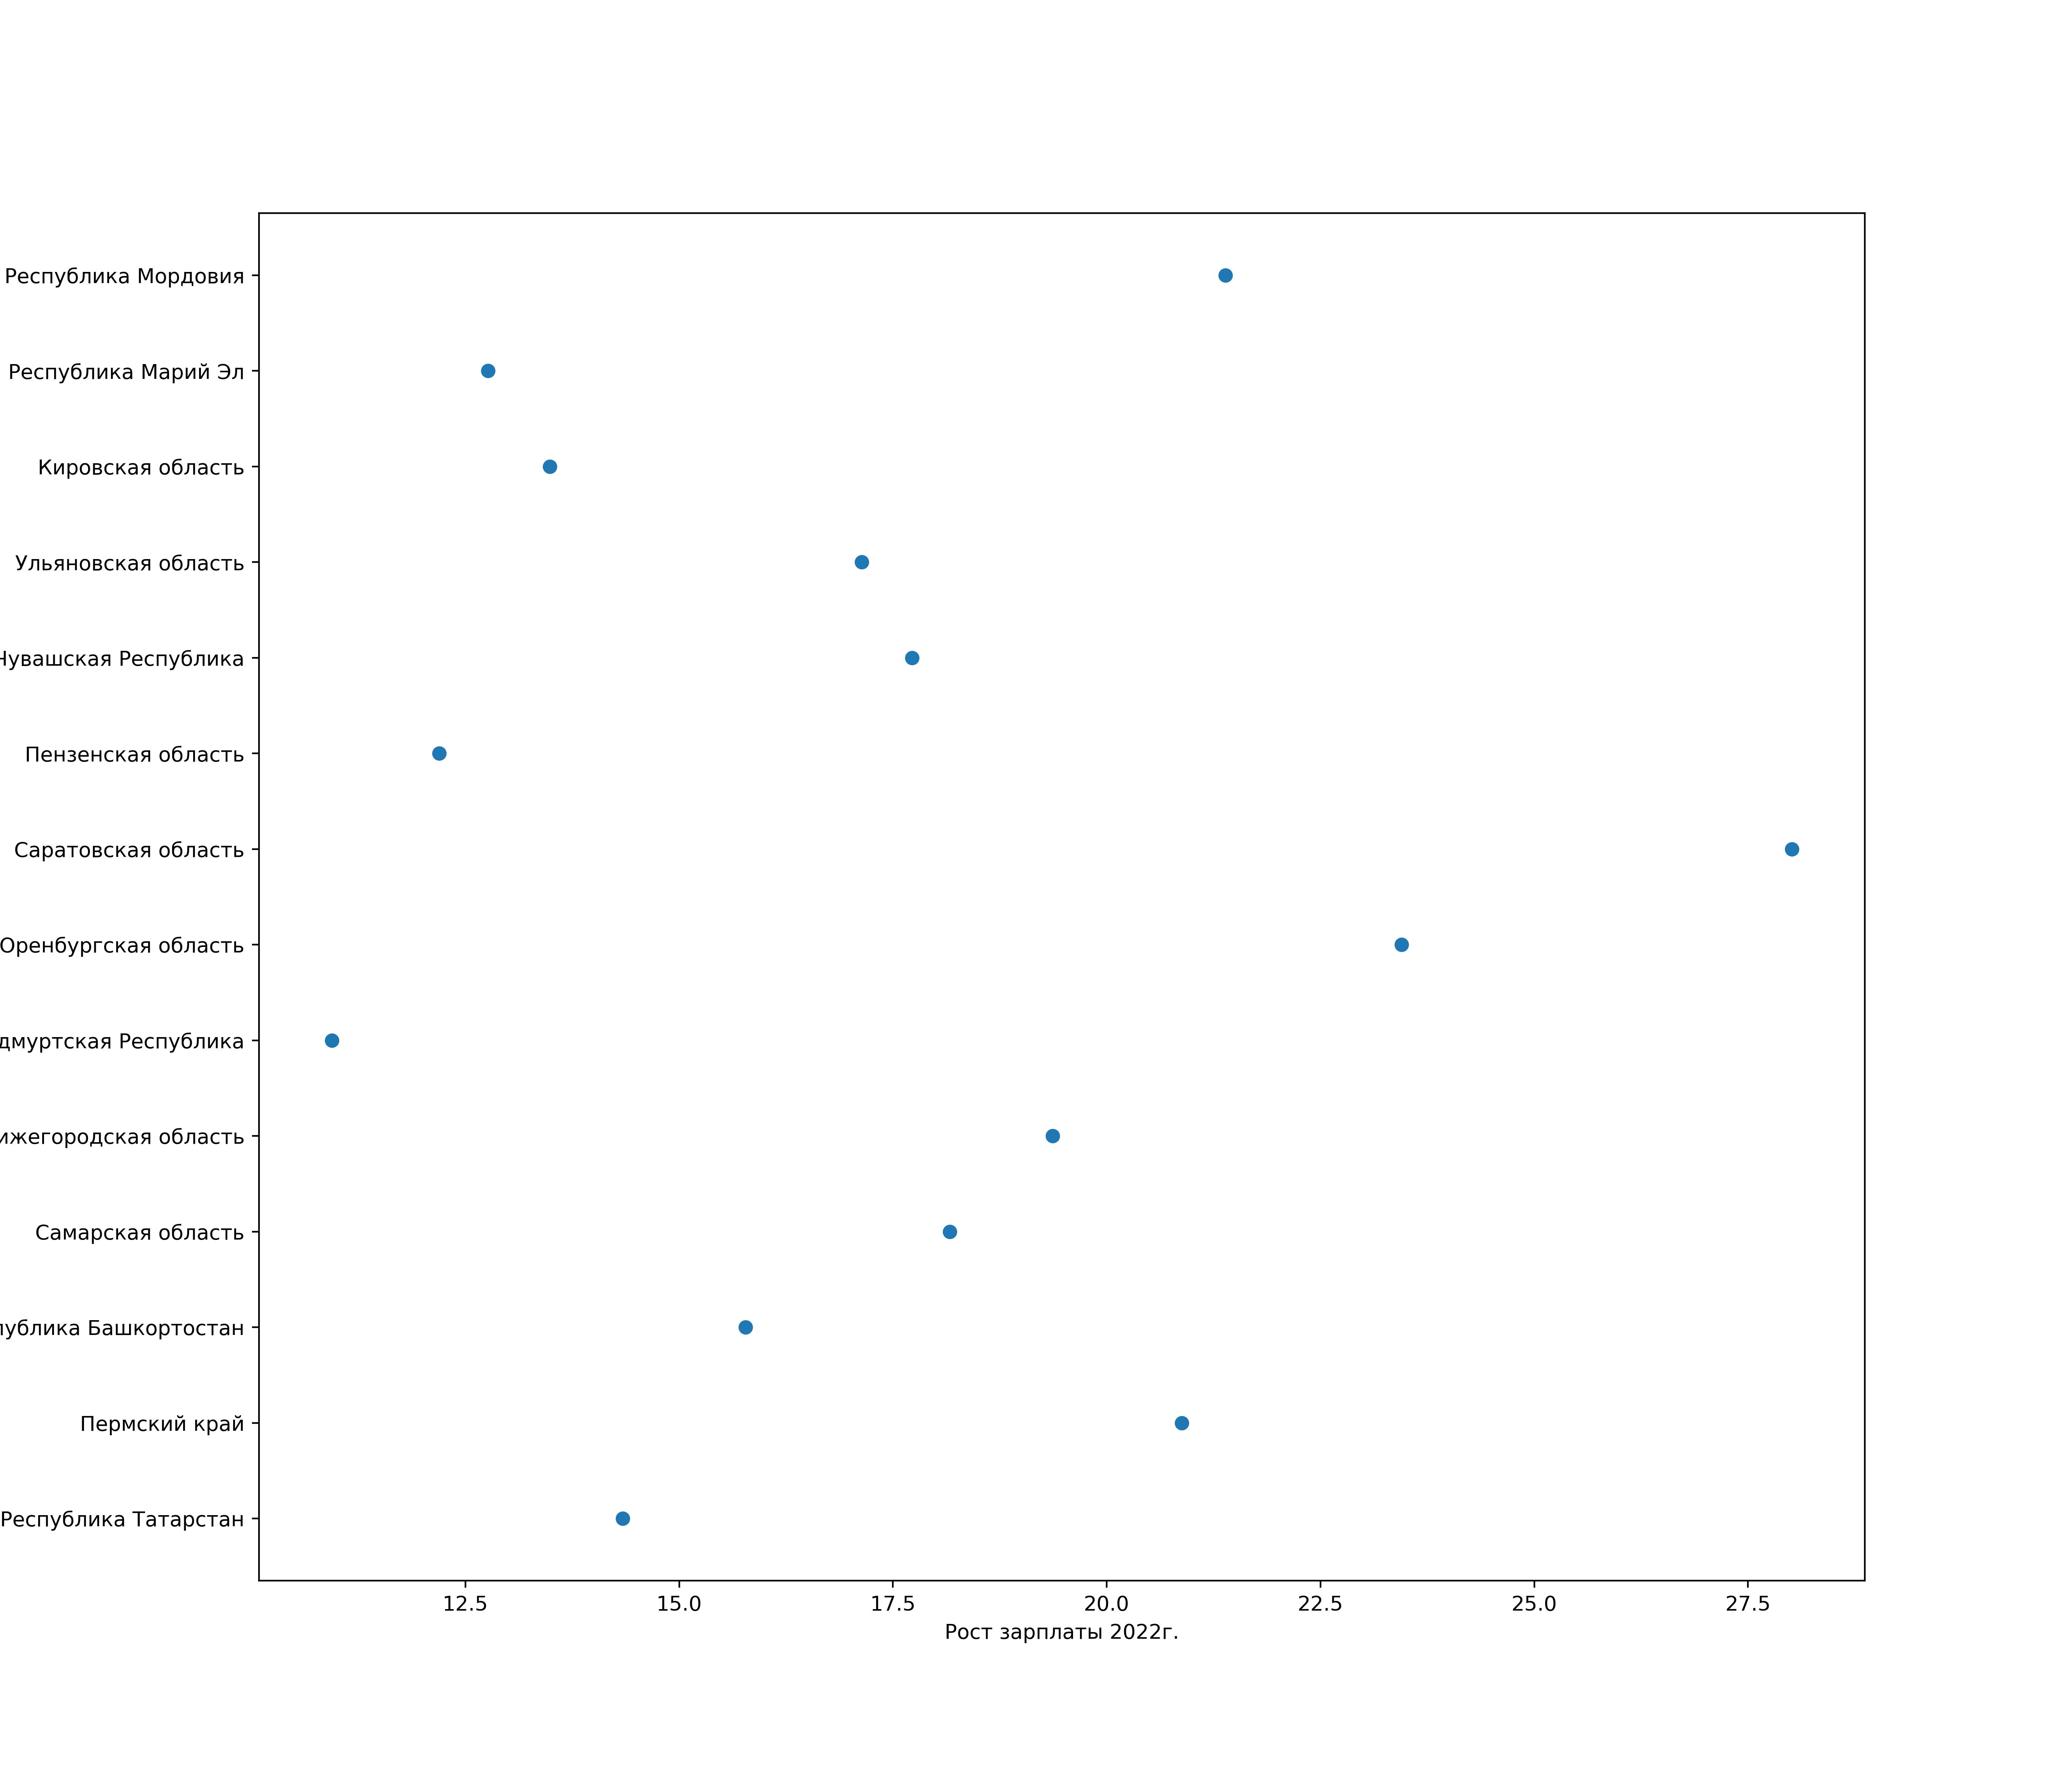 Республика Мордовия
Республика Марий Эл
Кировская область
Ульяновская область
Чувашская Республика
Пензенская область
Саратовская область
Оренбургская область
дмуртская Республика
ижегородская область
Самарская область
публика Башкортостан
Пермский край
Республика Татарстан
12.5 15.0 17.5 20.0 22.5 25.0 27.5
Рост зарплаты 2022г.